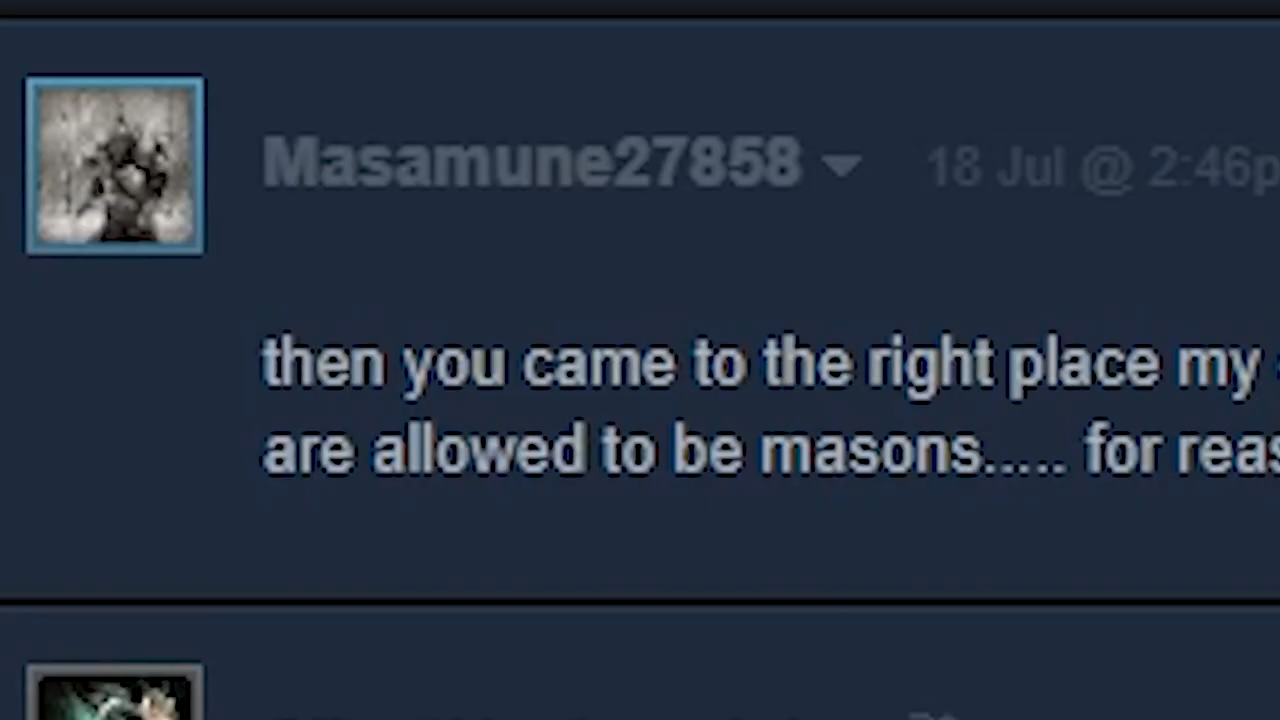 Masamune27858 18 Jul @ 2:46p
then you came to the right place my
are allowed to be masons..... for reas